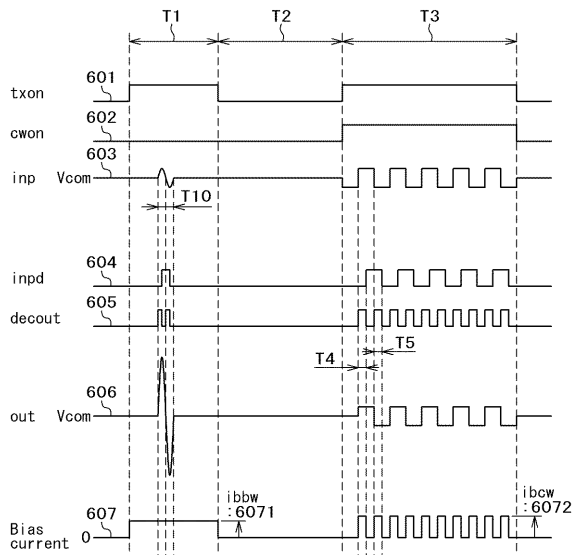 T1 T2 T3
601
txon
602
cwon
603
inp Vcom
T10
604
inpd
605
decout
T4 T5
606
out Vcom
ibbw
:6071
ibcw
:6072
607
Bias
current 0